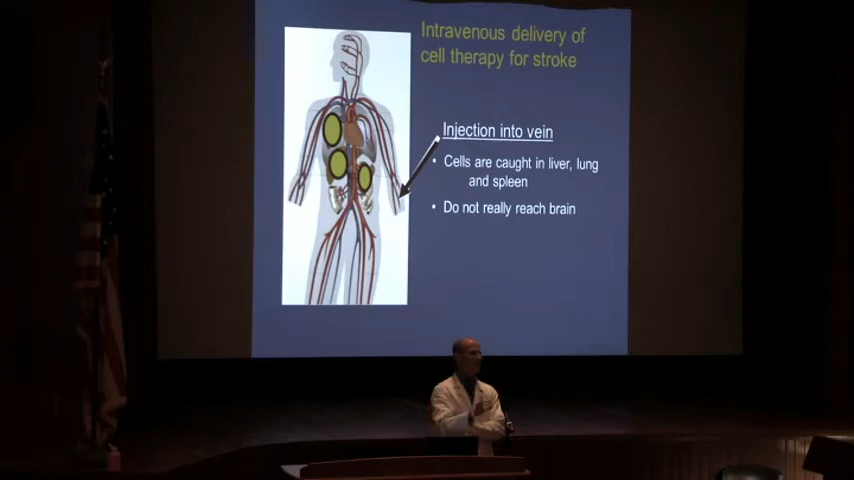 Intravenous delivery of
cell therapy for stroke
Injection into vein
• Cells are caught in liver, lung
and spleen
• Do not really reach brain